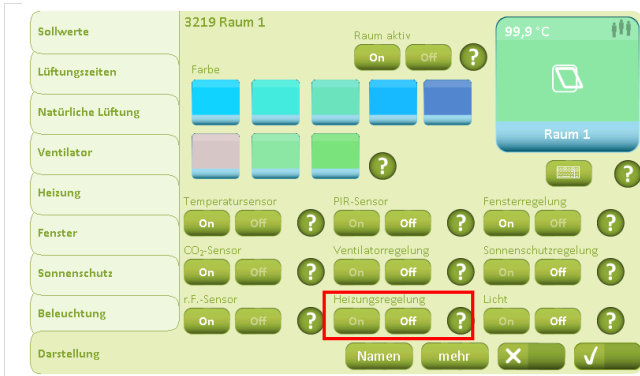 Sollwerte
Lüftungszeiten
Natürliche Lüftung
Ventilator
Heizung
Fenster
Sonnenschutz
Beleuchtung
Darstellung
3219 Raum 1
Raum aktiv
On Off ?
Farbe
?
99,9 °C
Raum 1
?
Temperatursensor PIR-Sensor Fensterregelung
On Off ? On Off ? On Off ?
CO₂-Sensor Ventilatorregelung Sonnenschutzregelung
On Off ? On Off ? On Off ?
r.F.-Sensor Heizungsregelung Licht
On Off ? On Off ? On Off ?
Namen mehr